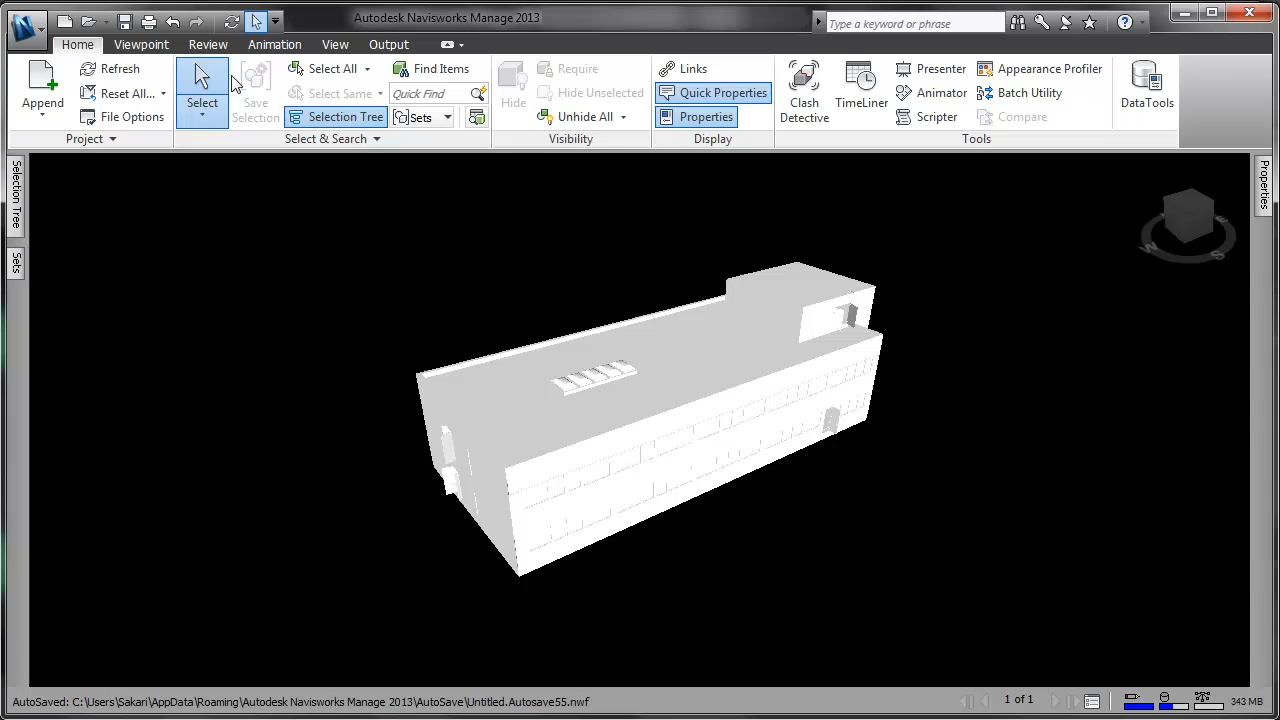 Autodesk Navisworks Manage 2013
Type a keyword or phrase
Home Viewpoint Review Animation View Output
Append
Refresh
Reset All...
File Options
Project
Select
Save Selection
Select All
Select Same
Selection Tree
Find Items
Quick Find
Sets
Select & Search
Hide
Require
Hide Unselected
Unhide All
Visibility
Links
Quick Properties
Properties
Display
Clash
Detective
TimeLiner
Presenter
Animator
Scripter
Appearance Profiler
Batch Utility
Compare
Tools
DataTools
Selection Tree
Sets
Properties
W
S
E
AutoSaved: C:\Users\Sakari\AppData\Roaming\Autodesk Navisworks Manage 2013\AutoSave\Untitled.Autosave55.nwf
1 of 1
343 MB